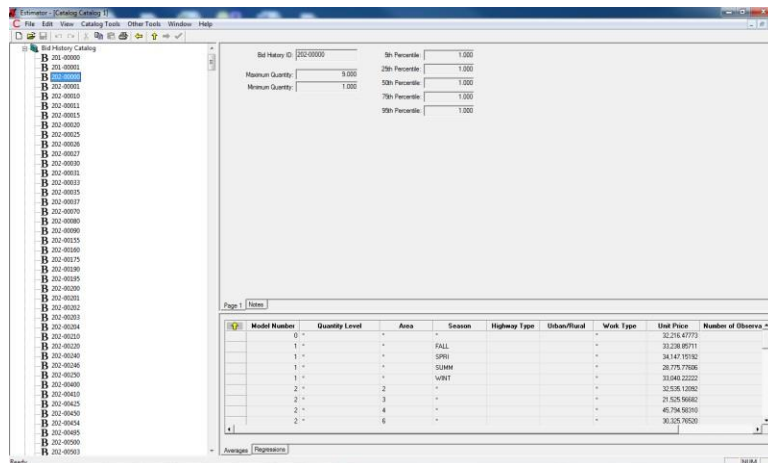 Estimator - [Catalog Catalog 1]
File Edit View Catalog Tools Other Tools Window Help
Bid History Catalog
201-00000
201-00001
202-00000
202-00001
202-00010
202-00011
202-00015
202-00020
202-00025
202-00026
202-00027
202-00030
202-00031
202-00033
202-00035
202-00037
202-00070
202-00080
202-00090
202-00155
202-00160
202-00175
202-00190
202-00195
202-00200
202-00201
202-00202
202-00203
202-00204
202-00210
202-00220
202-00240
202-00246
202-00250
202-00400
202-00410
202-00425
202-00450
202-00454
202-00495
202-00500
202-00503
Bid History ID: 202-00000
Maximum Quantity: 9.000
Minimum Quantity: 1.000
5th Percentile: 1.000
25th Percentile: 1.000
50th Percentile: 1.000
75th Percentile: 1.000
95th Percentile: 1.000
Page 1 Notes
Model Number Quantity Level Area Season Highway Type Urban/Rural Work Type Unit Price Number of Observa
0 * * * * 32,216.47773
1 * * FALL * 33,238.85711
1 * * SPRI * 34,147.15192
1 * * SUMM * 28,775.77606
1 * * WINT * 33,040.22222
2 * 2 * * 32,535.12092
2 * 3 * * 21,525.56682
2 * 4 * * 45,794.58310
2 * 6 * * 30,325.76520
Averages Regressions
Ready
NUM